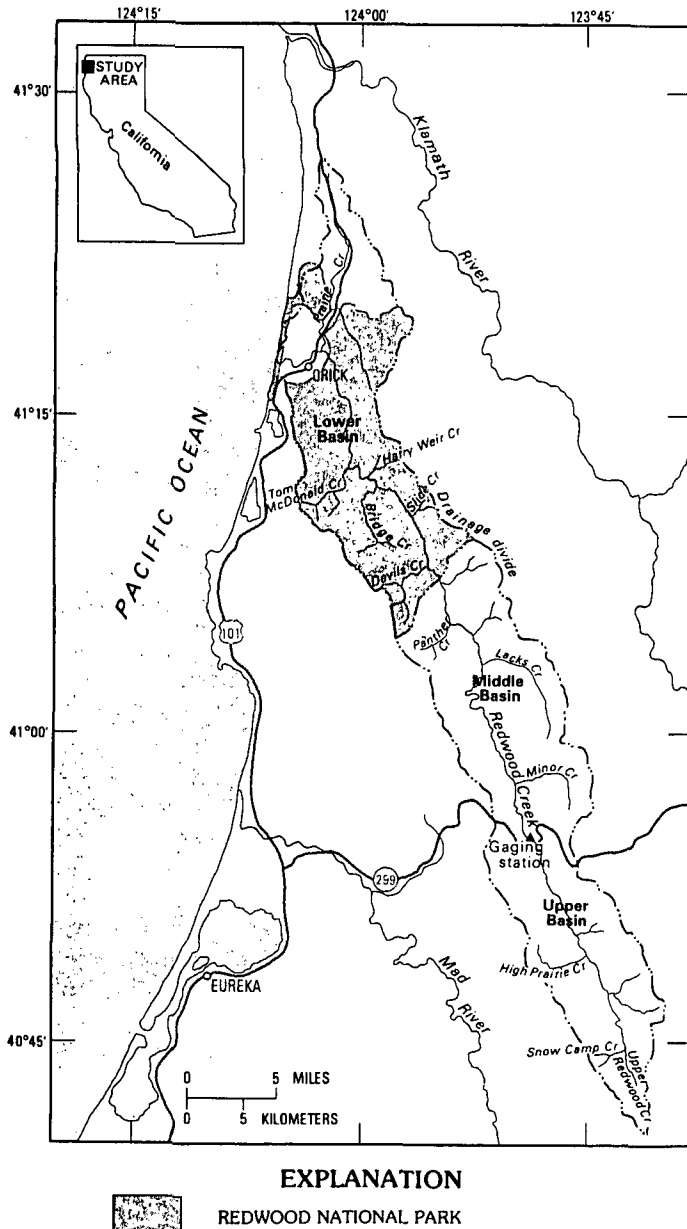 124°15'
124°00'
123°45'
STUDY
AREA
California
41°30'
Klamath
River
Cr
ORICK
41°15'
Lower
Basin
PACIFIC OCEAN
Harry Weir Cr
Tom
McDonald Cr
Bridge Cr
Slide Cr
Drainage divide
Devils Cr
101
Panther
Cr
Lacks Cr
Middle
Basin
41°00'
Redwood Creek
Minor Cr
Gaging
station
299
Upper
Basin
Mad
River
High Prairie Cr
EUREKA
40°45'
Snow Camp Cr
Upper
Redwood Cr
0 5 MILES
0 5 KILOMETERS
EXPLANATION
REDWOOD NATIONAL PARK